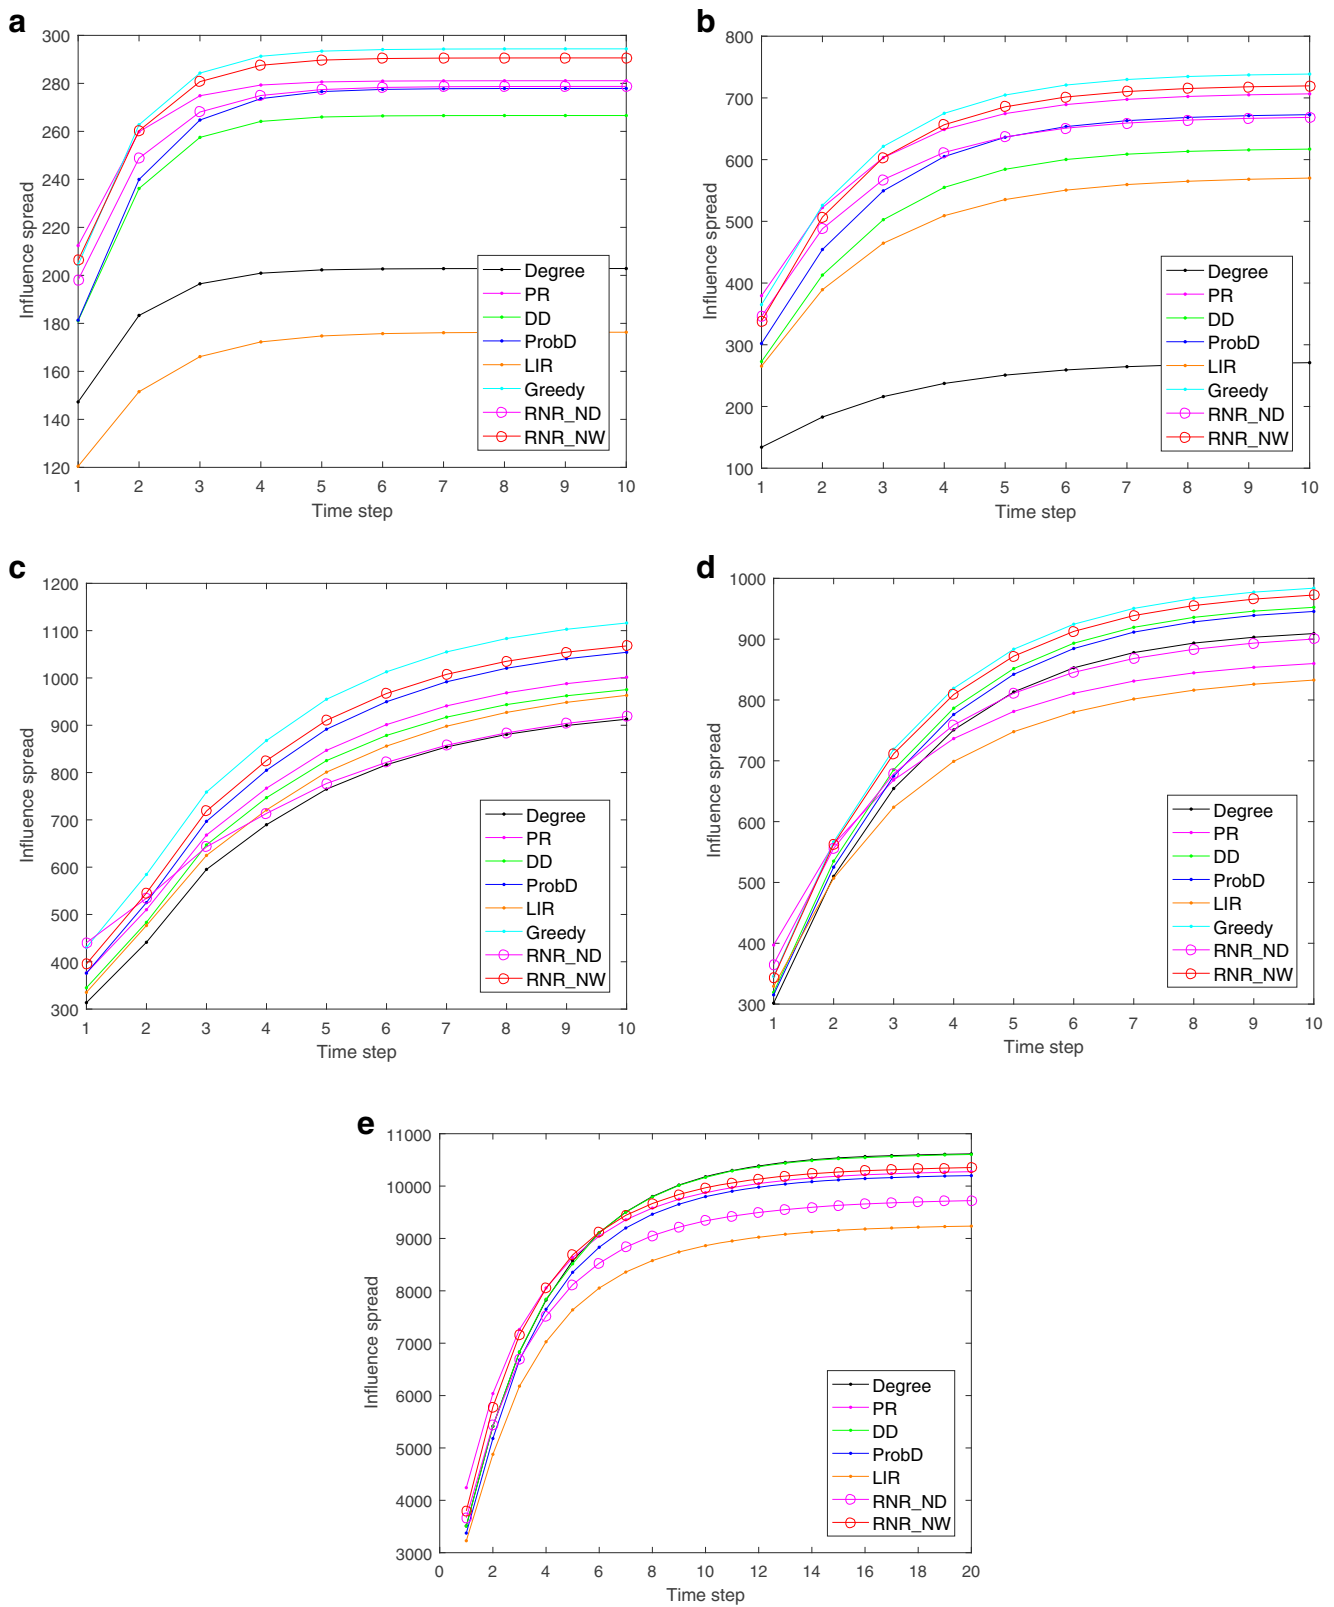 a
300
280
260
240
220
200
180
160
140
120
Influence spread
1 2 3 4 5 6 7 8 9 10
Time step
Degree
PR
DD
ProbD
LIR
Greedy
RNR_ND
RNR_NW
b
800
700
600
500
400
300
200
100
Influence spread
1 2 3 4 5 6 7 8 9 10
Time step
Degree
PR
DD
ProbD
LIR
Greedy
RNR_ND
RNR_NW
c
1200
1100
1000
900
800
700
600
500
400
300
Influence spread
1 2 3 4 5 6 7 8 9 10
Time step
Degree
PR
DD
ProbD
LIR
Greedy
RNR_ND
RNR_NW
d
1000
900
800
700
600
500
400
300
Influence spread
1 2 3 4 5 6 7 8 9 10
Time step
Degree
PR
DD
ProbD
LIR
Greedy
RNR_ND
RNR_NW
e
11000
10000
9000
8000
7000
6000
5000
4000
3000
Influence spread
0 2 4 6 8 10 12 14 16 18 20
Time step
Degree
PR
DD
ProbD
LIR
RNR_ND
RNR_NW